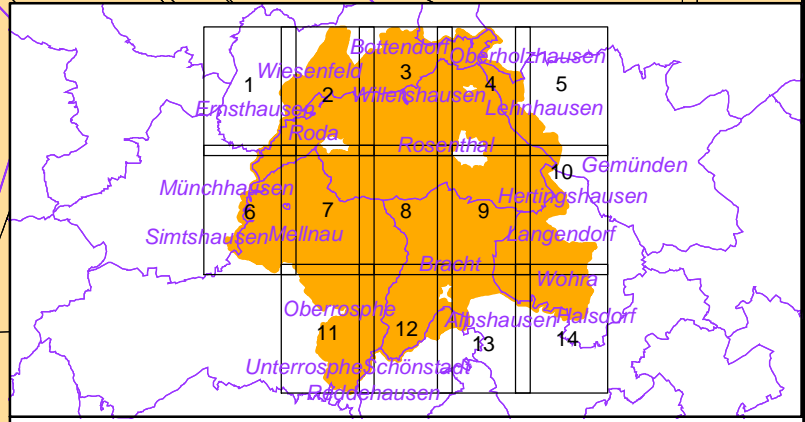 Bottendorf
Oberholzhausen
Wiesenfeld
3
1
4
5
2
Willershausen
Ernsthausen
Lehnhausen
Roda
Rosenthal
Gemünden
10
Münchhausen
Hertingshausen
6
7
8
9
Simtshausen
Mellnau
Langendorf
Bracht
Wohra
Oberrosphe
Halsdorf
Alpshausen
11
12
13
14
Unterrosphe
Schönstadt
Reddehausen